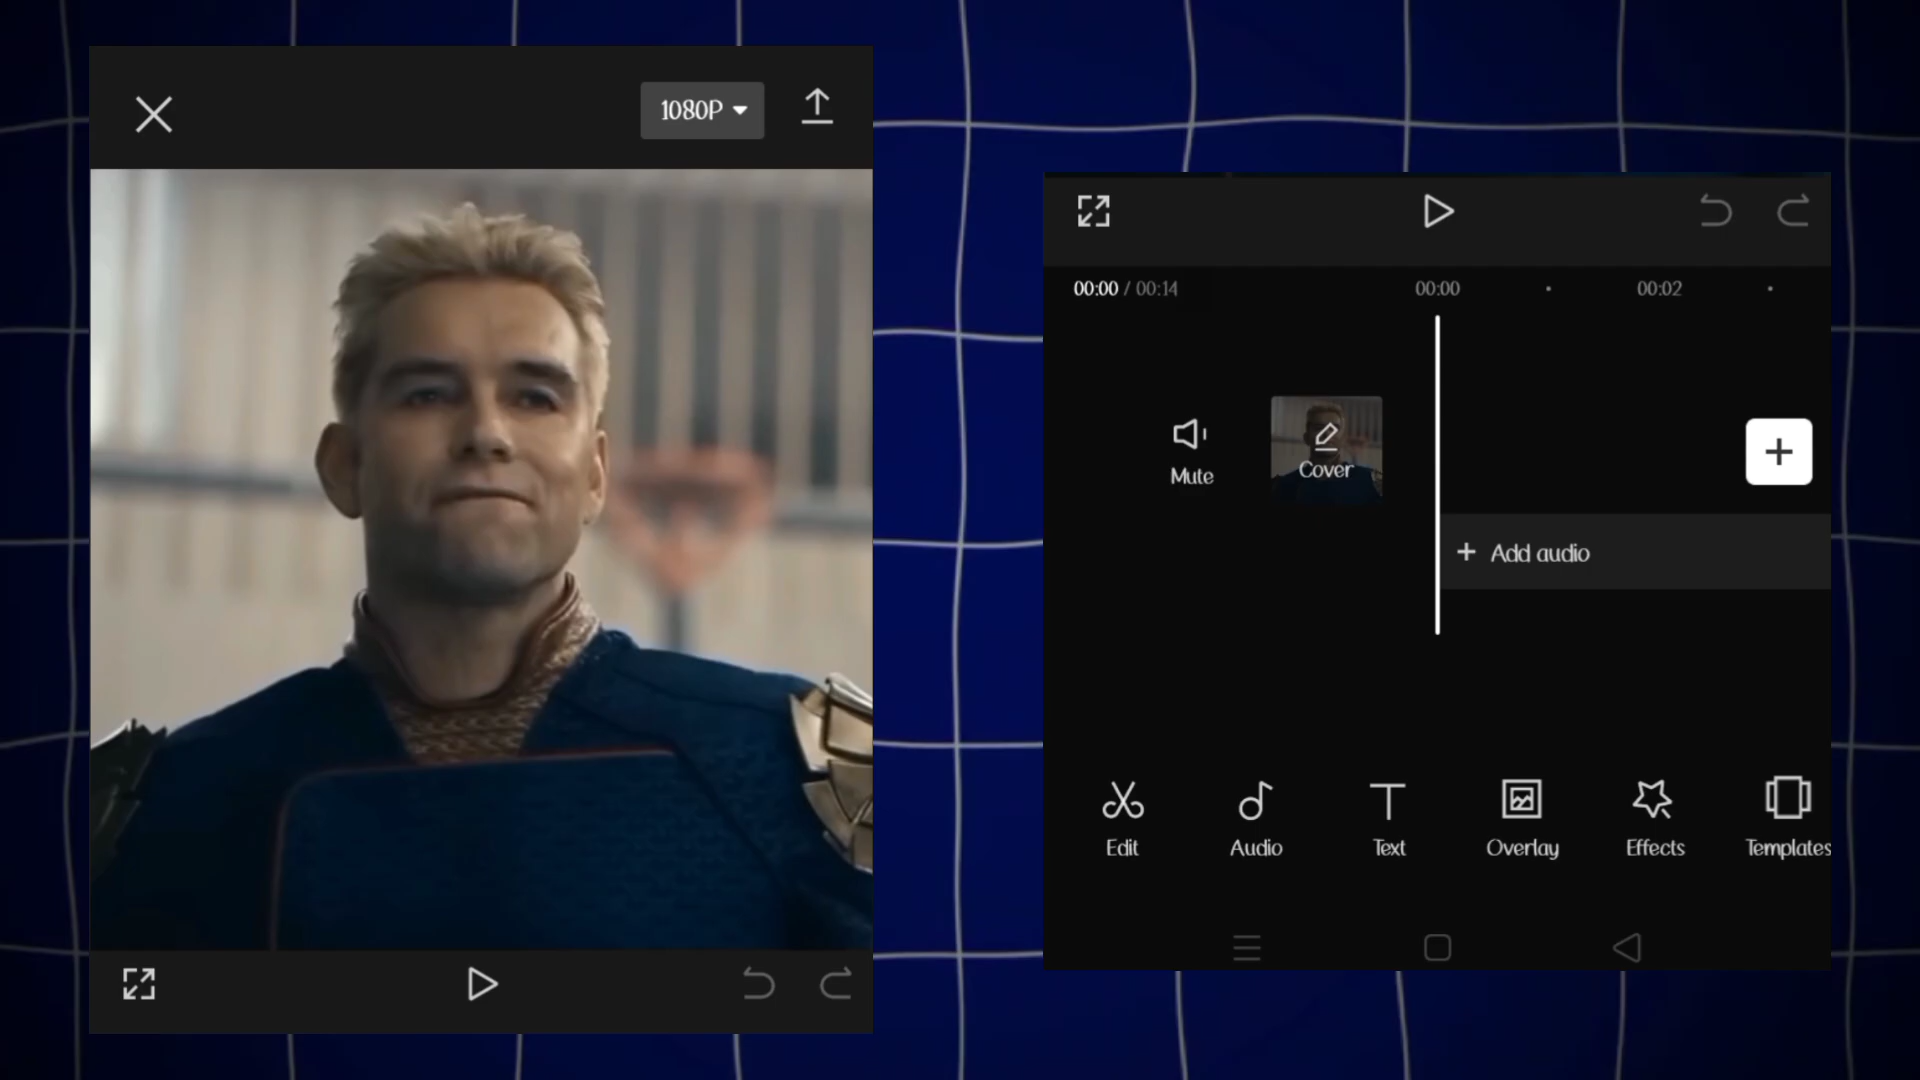 1080P
00:00 / 00:14
00:00
00:02
Mute
Cover
+ Add audio
Edit
Audio
Text
Overlay
Effects
Templates